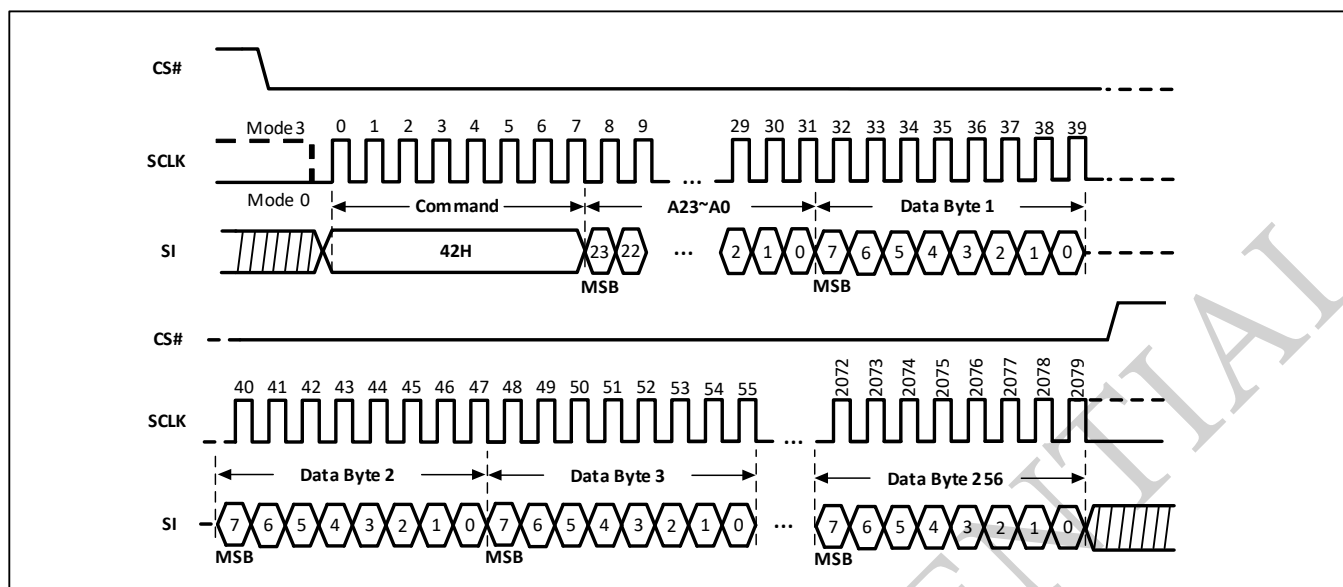 CS#
Mode 3 0 1 2 3 4 5 6 7 8 9 29 30 31 32 33 34 35 36 37 38 39
SCLK ...
Mode 0 Command A23~A0 Data Byte 1
SI 42H 23 22 ... 2 1 0 7 6 5 4 3 2 1 0
MSB MSB
CS#
40 41 42 43 44 45 46 47 48 49 50 51 52 53 54 55 2072 2073 2074 2075 2076 2077 2078 2079
SCLK ...
Data Byte 2 Data Byte 3 Data Byte 256
SI 7 6 5 4 3 2 1 0 7 6 5 4 3 2 1 0 ... 7 6 5 4 3 2 1 0
MSB MSB MSB
ENTIAL